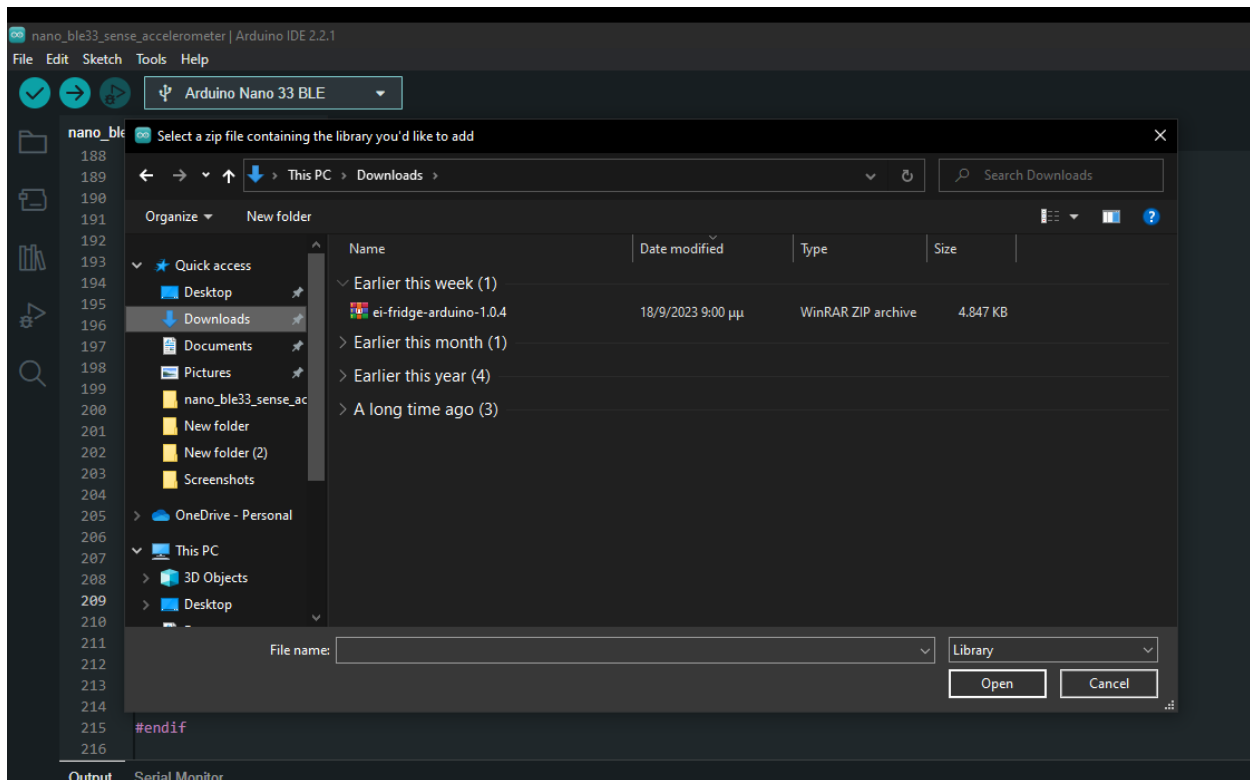 nano_ble33_sense_accelerometer | Arduino IDE 2.2.1
File Edit Sketch Tools Help
Arduino Nano 33 BLE
nano_ble
Select a zip file containing the library you'd like to add
This PC > Downloads >
Search Downloads
Organize New folder
Name Date modified Type Size
Quick access
Desktop
Downloads
Documents
Pictures
nano_ble33_sense_ac
New folder
New folder (2)
Screenshots
OneDrive - Personal
This PC
3D Objects
Desktop
Earlier this week (1)
ei-fridge-arduino-1.0.4 18/9/2023 9:00 μμ WinRAR ZIP archive 4.847 KB
Earlier this month (1)
Earlier this year (4)
A long time ago (3)
File name:
Library
Open Cancel
188
189
190
191
192
193
194
195
196
197
198
199
200
201
202
203
204
205
206
207
208
209
210
211
212
213
214
215 #endif
216
Output Serial Monitor